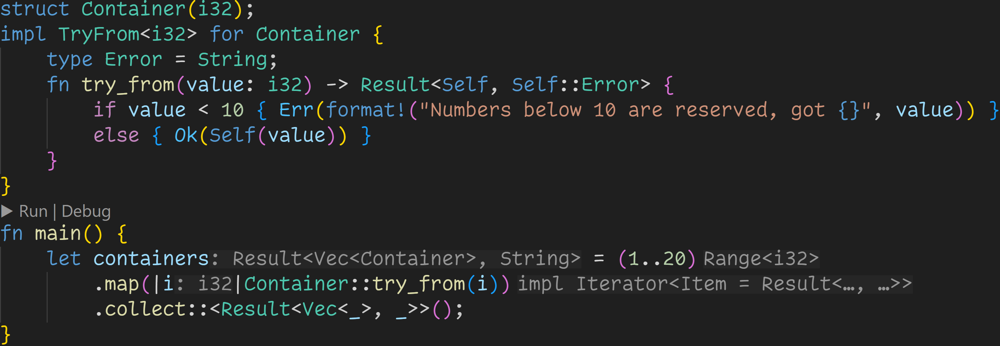 struct Container(i32);
impl TryFrom<i32> for Container {
    type Error = String;
    fn try_from(value: i32) -> Result<Self, Self::Error> {
        if value < 10 { Err(format!("Numbers below 10 are reserved, got {}", value)) }
        else { Ok(Self(value)) }
    }
}
▶ Run | Debug
fn main() {
    let containers: Result<Vec<Container>, String> = (1..20) Range<i32>
        .map(|i: i32|Container::try_from(i)) impl Iterator<Item = Result<…, …>>
        .collect::<Result<Vec<_>, _>>();
}